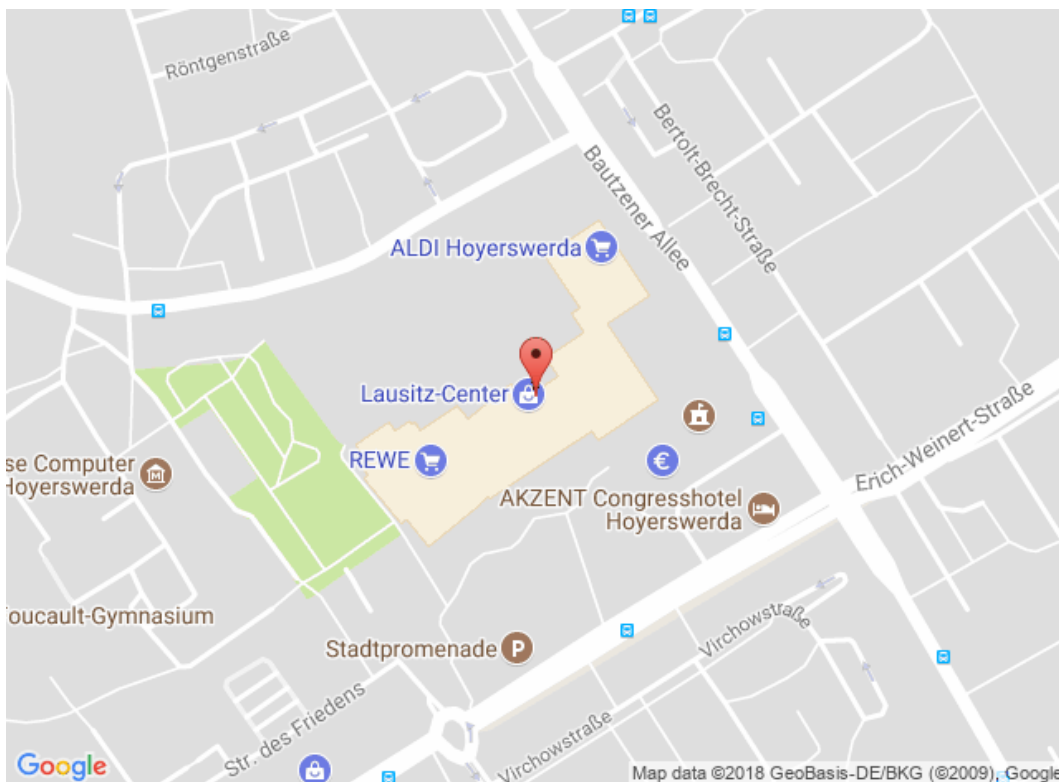 Röntgenstraße
Bertolt-Brecht-Straße
Bautzener Allee
ALDI Hoyerswerda
Lausitz-Center
REWE
se Computer
Hoyerswerda
Erich-Weinert-Straße
AKZENT Congresshotel
Hoyerswerda
oucault-Gymnasium
Virchowstraße
Stadtpromenade
P
Str. des Friedens
Virchowstraße
Google
Map data ©2018 GeoBasis-DE/BKG (©2009), Google